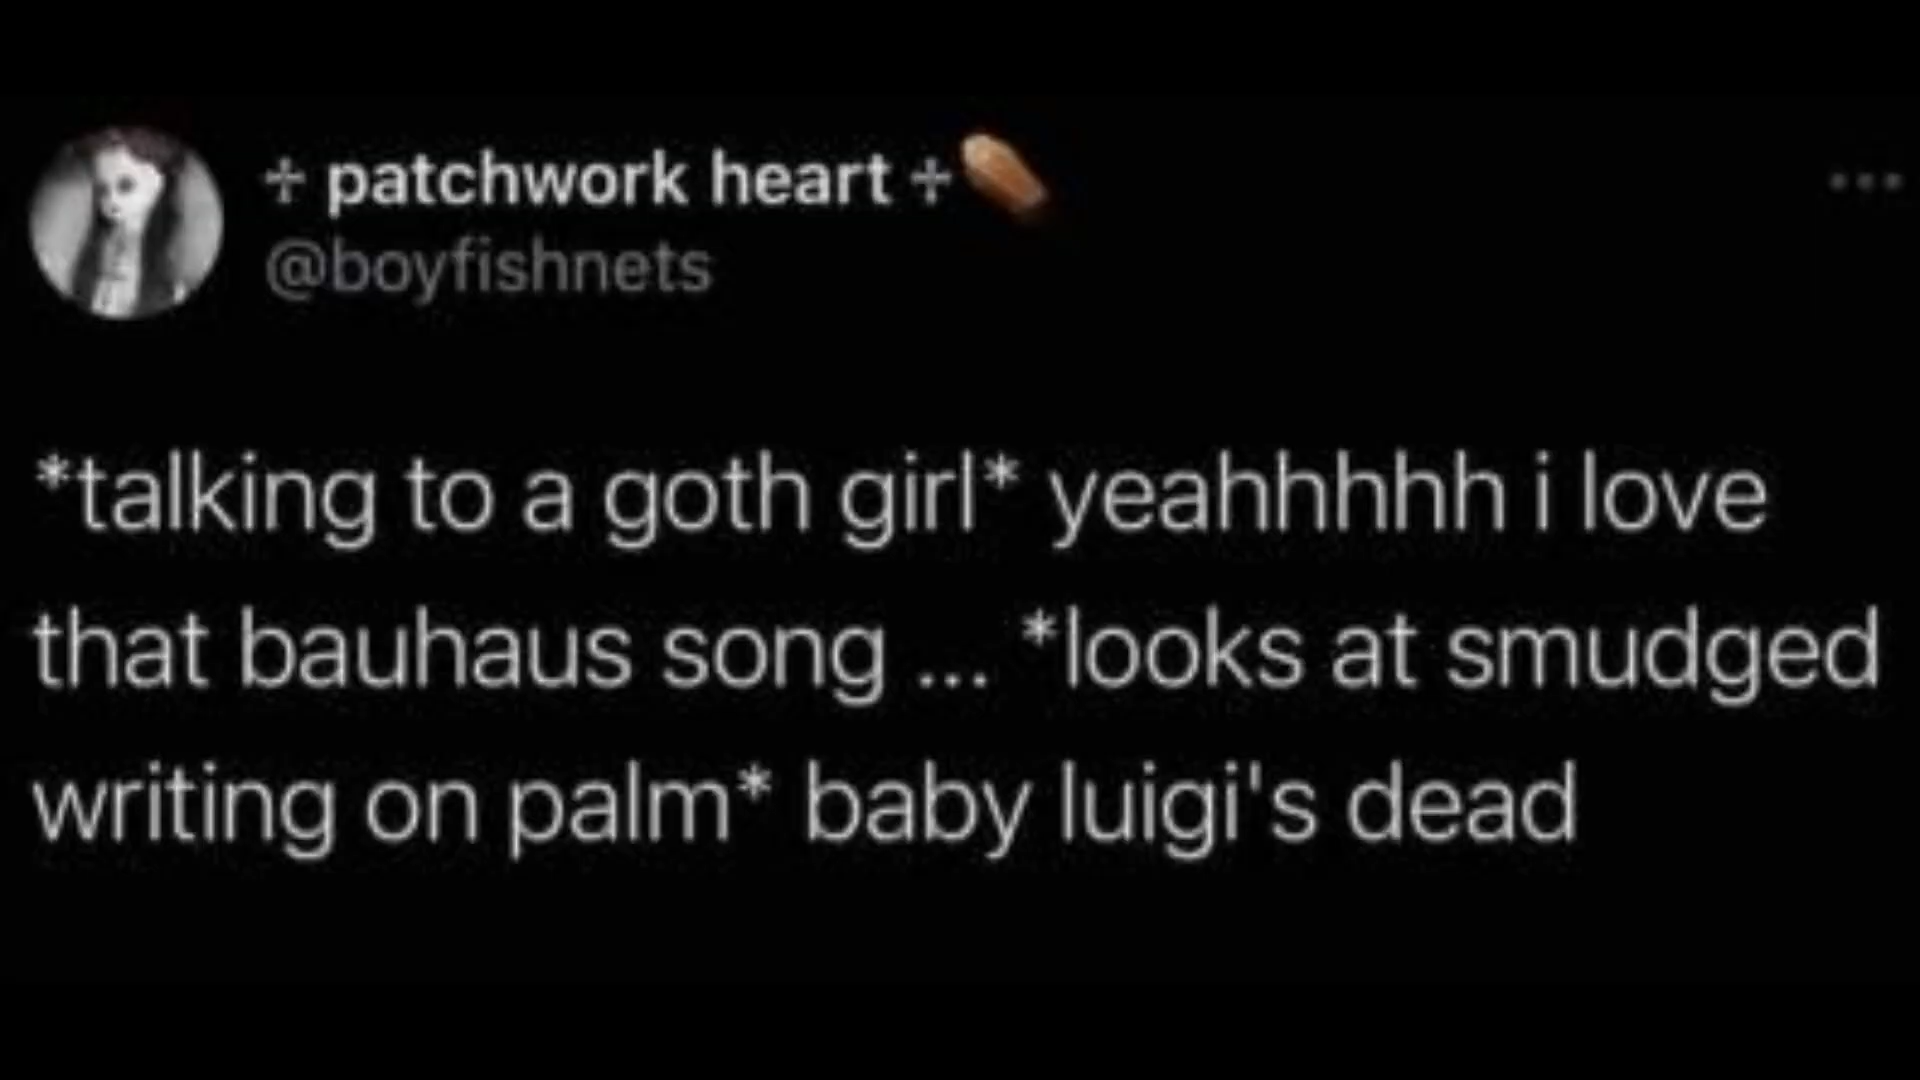 ♱ patchwork heart ♱⚰️
@boyfishnets
*talking to a goth girl* yeahhhhh i love
that bauhaus song ... *looks at smudged
writing on palm* baby luigi's dead